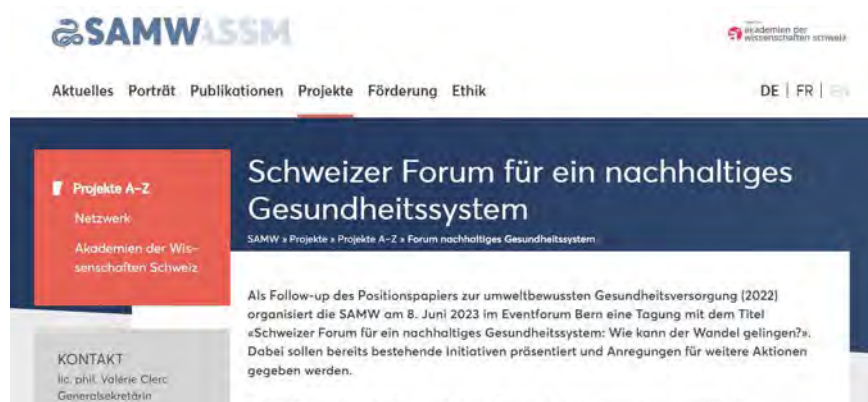 SAMW ASSM
akademien der
wissenschaften schweiz
Aktuelles Porträt Publikationen Projekte Förderung Ethik
DE | FR | EN
Projekte A–Z
Netzwerk
Akademien der Wis-
senschaften Schweiz
Schweizer Forum für ein nachhaltiges
Gesundheitssystem
SAMW » Projekte » Projekte A–Z » Forum nachhaltiges Gesundheitssystem
Als Follow-up des Positionspapiers zur umweltbewussten Gesundheitsversorgung (2022)
organisiert die SAMW am 8. Juni 2023 im Eventforum Bern eine Tagung mit dem Titel
«Schweizer Forum für ein nachhaltiges Gesundheitssystem: Wie kann der Wandel gelingen?».
Dabei sollen bereits bestehende Initiativen präsentiert und Anregungen für weitere Aktionen
gegeben werden.
KONTAKT
lic. phil. Valérie Clerc
Generalsekretärin